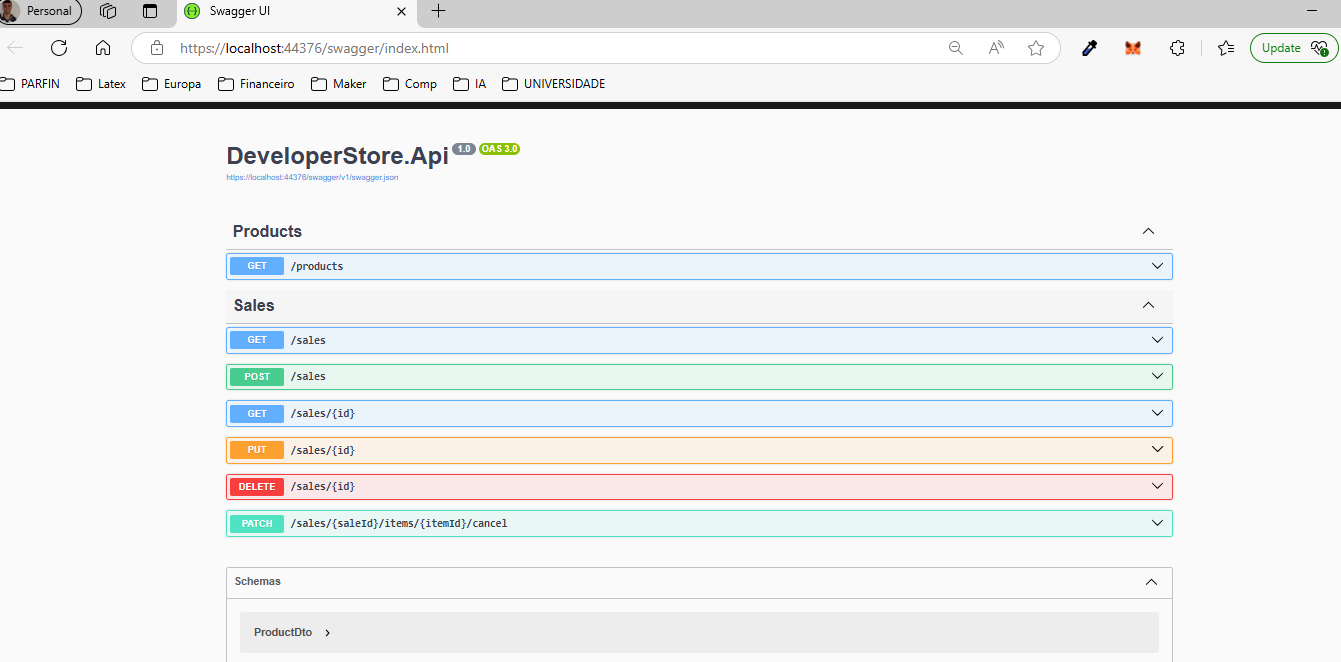 Personal
Swagger UI
https://localhost:44376/swagger/index.html
Update
PARFIN Latex Europa Financeiro Maker Comp IA UNIVERSIDADE
DeveloperStore.Api 1.0 OAS 3.0
https://localhost:44376/swagger/v1/swagger.json
Products
GET /products
Sales
GET /sales
POST /sales
GET /sales/{id}
PUT /sales/{id}
DELETE /sales/{id}
PATCH /sales/{saleId}/items/{itemId}/cancel
Schemas
ProductDto